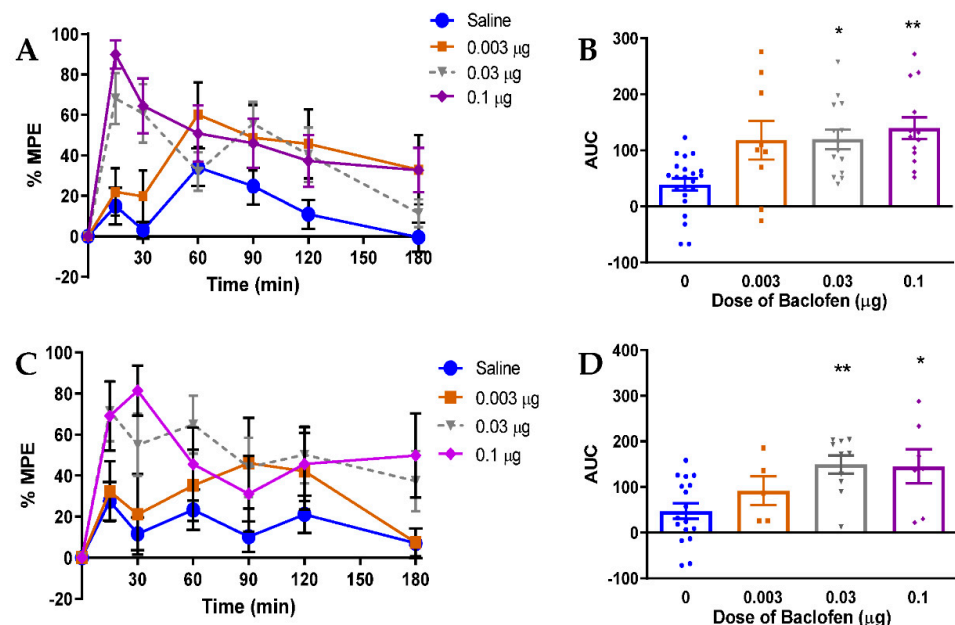 A
% MPE
100
80
60
40
20
0
-20
30 60 90 120 150 180
Time (min)
Saline
0.003 μg
0.03 μg
0.1 μg
B
AUC
300
200
100
0
-100
* **
0 0.003 0.03 0.1
Dose of Baclofen (μg)
C
% MPE
100
80
60
40
20
0
-20
30 60 90 120 150 180
Time (min)
Saline
0.003 μg
0.03 μg
0.1 μg
D
AUC
400
300
200
100
0
-100
** *
0 0.003 0.03 0.1
Dose of Baclofen (μg)